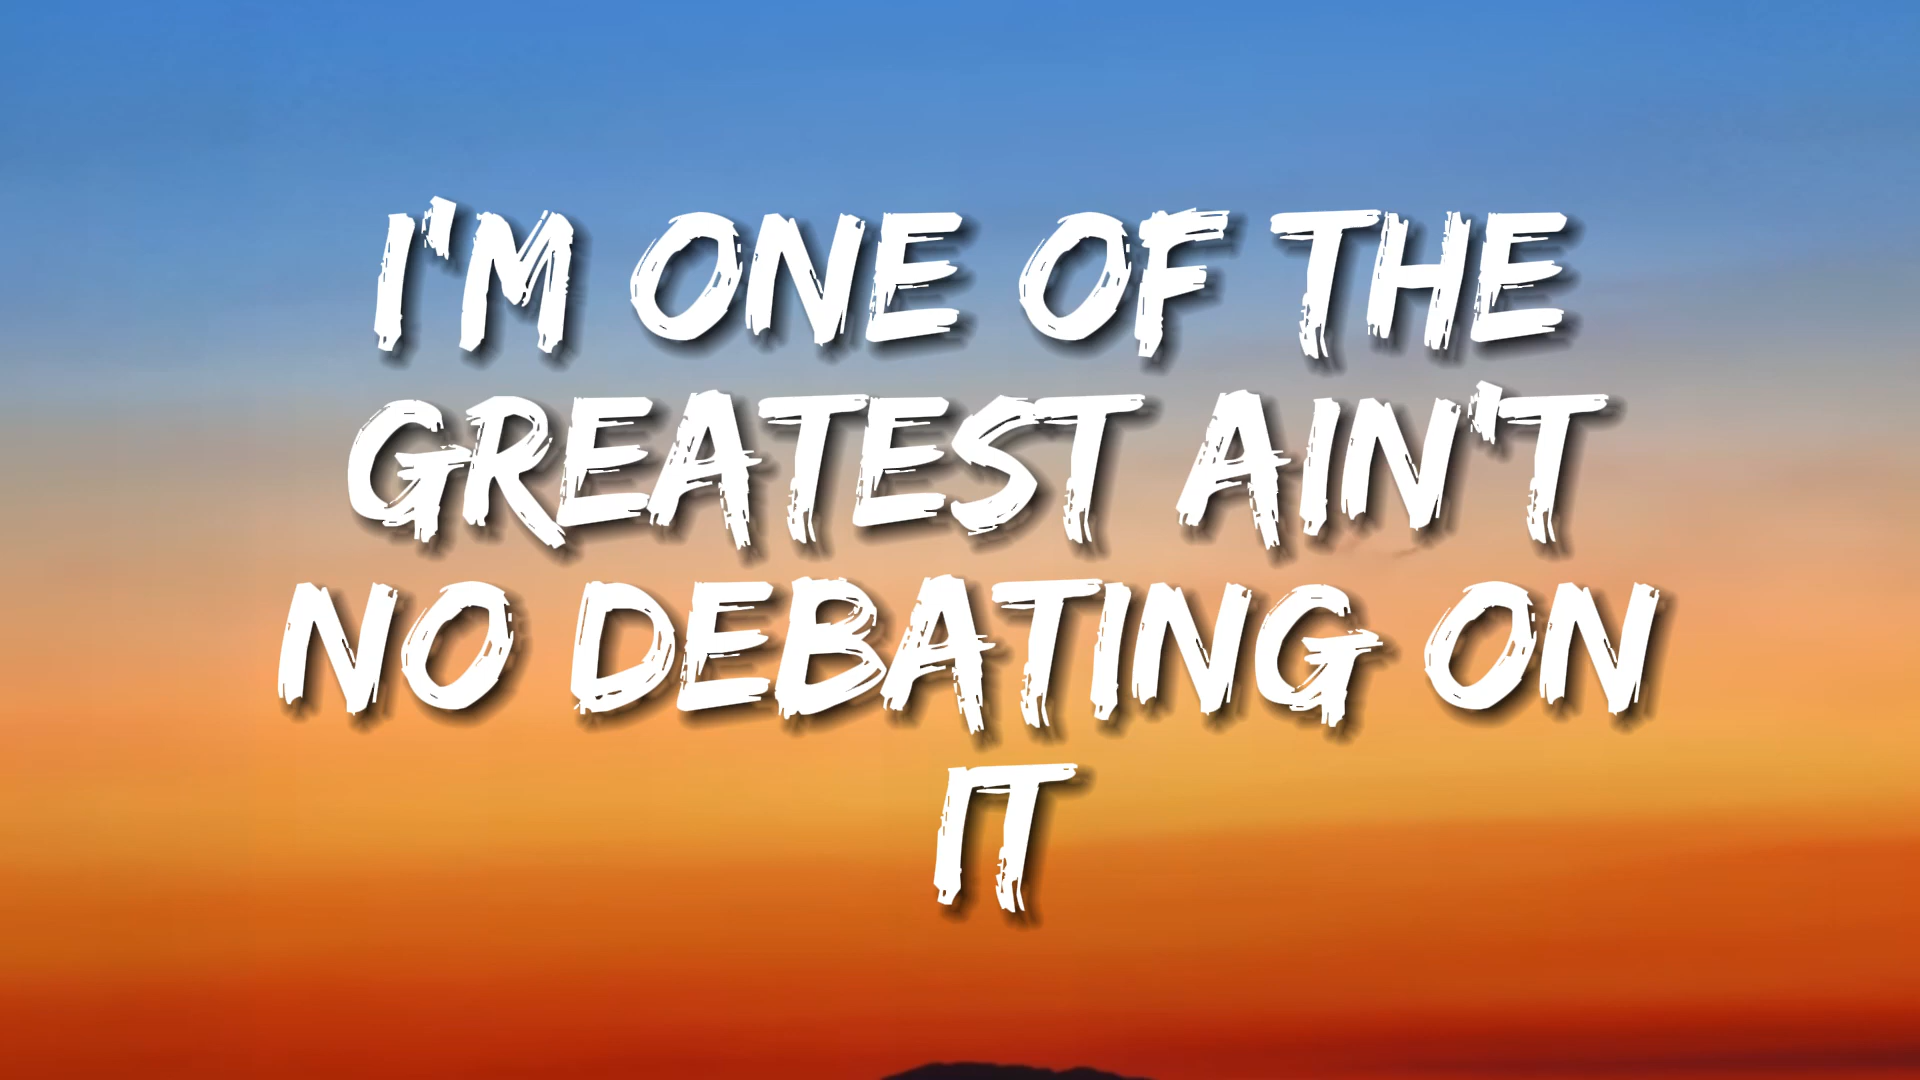 I'M ONE OF THE
GREATEST AIN'T
NO DEBATING ON
IT